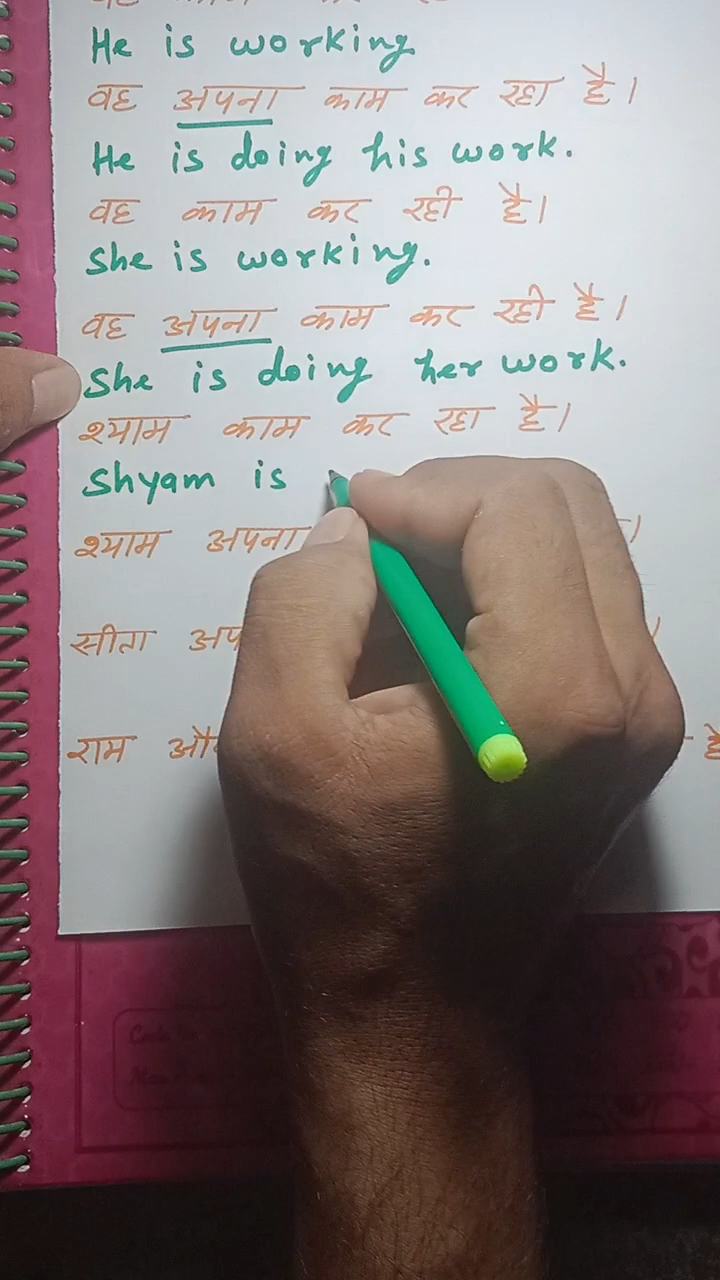 He is working
वह अपना काम कर रहा है।
He is doing his work.
वह काम कर रही है।
She is working.
वह अपना काम कर रही है।
She is doing her work.
श्याम काम कर रहा है।
Shyam is
श्याम अपना
सीता
राम